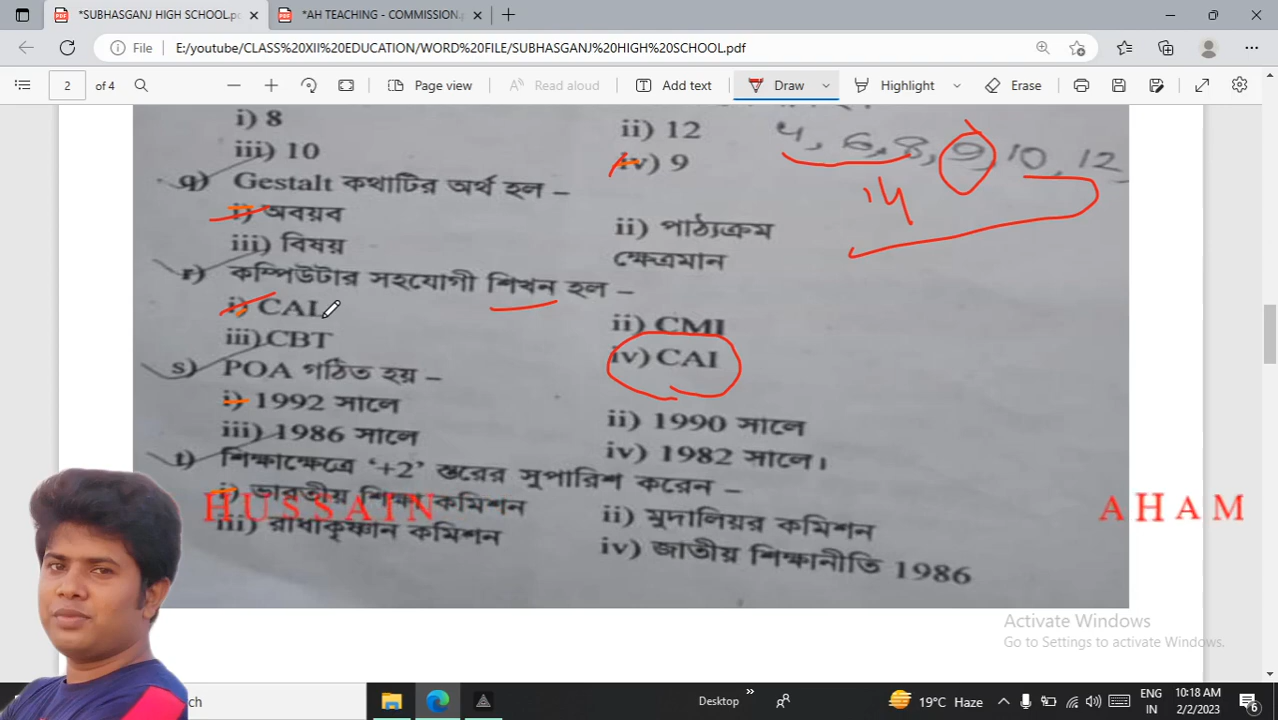 *SUBHASGANJ HIGH SCHOOL.pdf
*AH TEACHING - COMMISSION.
File E:/youtube/CLASS%20XII%20EDUCATION/WORD%20FILE/SUBHASGANJ%20HIGH%20SCHOOL.pdf
2 of 4 Page view Read aloud Add text Draw Highlight Erase
i) 8
ii) 12
iii) 10
iv) 9
4, 6, 8, 9, 10, 12
14
q) Gestalt কথাটির অর্থ হল –
i) অবয়ব
ii) পাঠ্যক্রম
iii) বিষয়
ক্ষেত্রমান
r) কম্পিউটার সহযোগী শিখন হল –
i) CAL
ii) CMI
iii) CBT
iv) CAI
s) POA গঠিত হয় –
i) 1992 সালে
ii) 1990 সালে
iii) 1986 সালে
iv) 1982 সালে।
t) শিক্ষাক্ষেত্রে ‘+2’ স্তরের সুপারিশ করেন –
i) ভারতীয় শিক্ষা কমিশন
ii) মুদালিয়র কমিশন
iii) রাধাকৃষ্ণান কমিশন
iv) জাতীয় শিক্ষানীতি 1986
HUSSAIN
AHAM
Activate Windows
Go to Settings to activate Windows.
Desktop
19°C Haze
ENG
IN
10:18 AM
2/2/2023
6